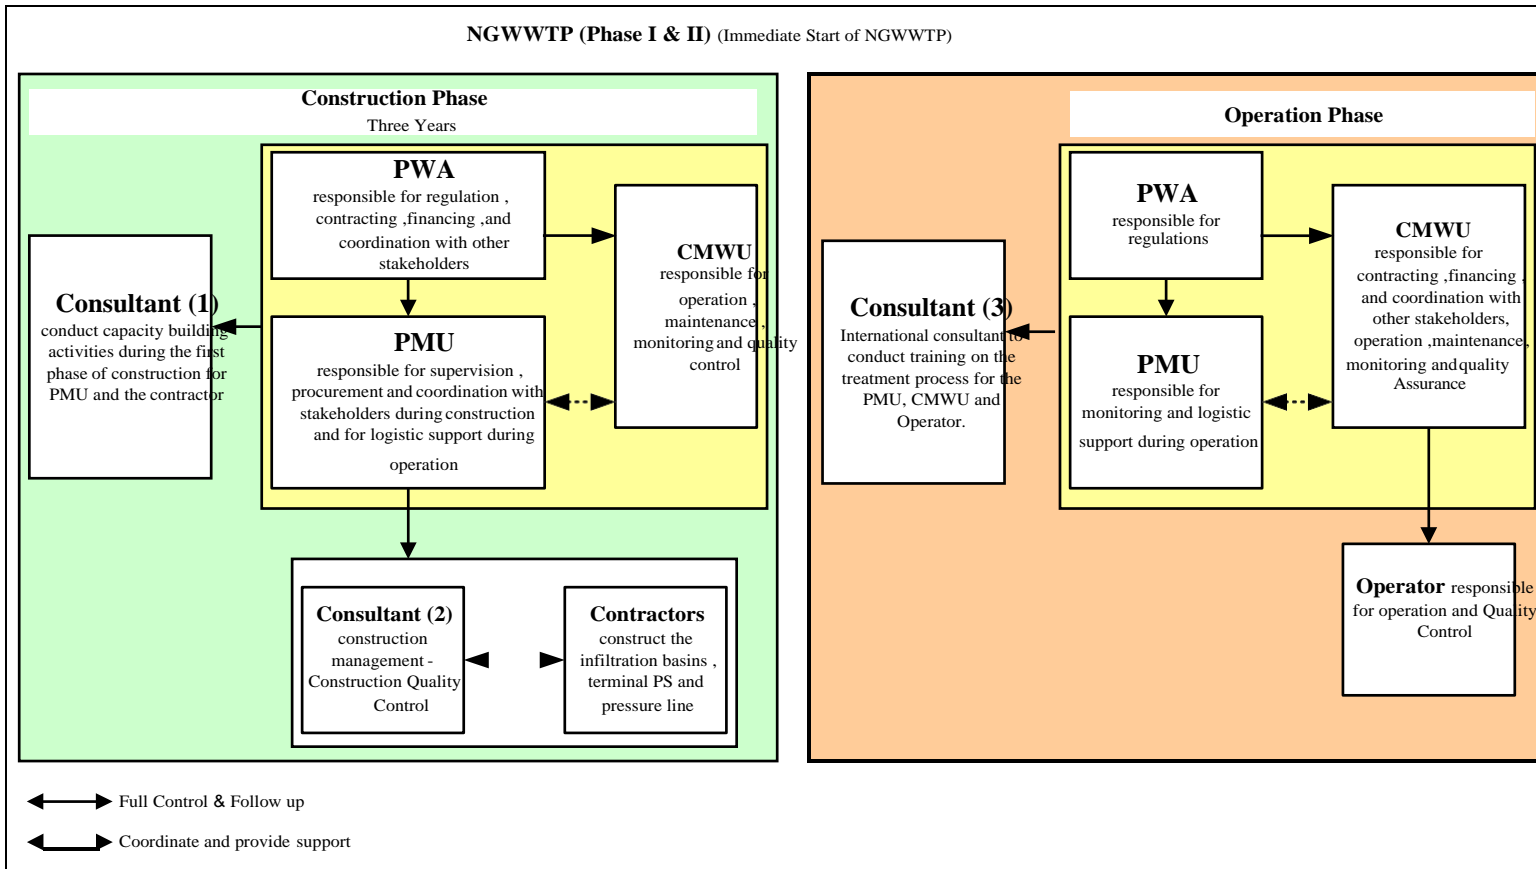 NGWWTP (Phase I & II) (Immediate Start of NGWWTP)
Construction Phase
Three Years
PWA
responsible for regulation ,
contracting ,financing ,and
coordination with other
stakeholders
CMWU
responsible for
operation ,
maintenance ,
monitoring and quality
control
Consultant (1)
conduct capacity building
activities during the first
phase of construction for
PMU and the contractor
PMU
responsible for supervision ,
procurement and coordination with
stakeholders during construction
and for logistic support during
operation
Consultant (2)
construction
management -
Construction Quality
Control
Contractors
construct the
infiltration basins ,
terminal PS and
pressure line
Operation Phase
PWA
responsible for
regulations
CMWU
responsible for
contracting ,financing ,
and coordination with
other stakeholders,
operation ,maintenance,
monitoring and quality
Assurance
Consultant (3)
International consultant to
conduct training on the
treatment process for the
PMU, CMWU and
Operator.
PMU
responsible for
monitoring and logistic
support during operation
Operator responsible
for operation and Quality
Control
Full Control & Follow up
Coordinate and provide support